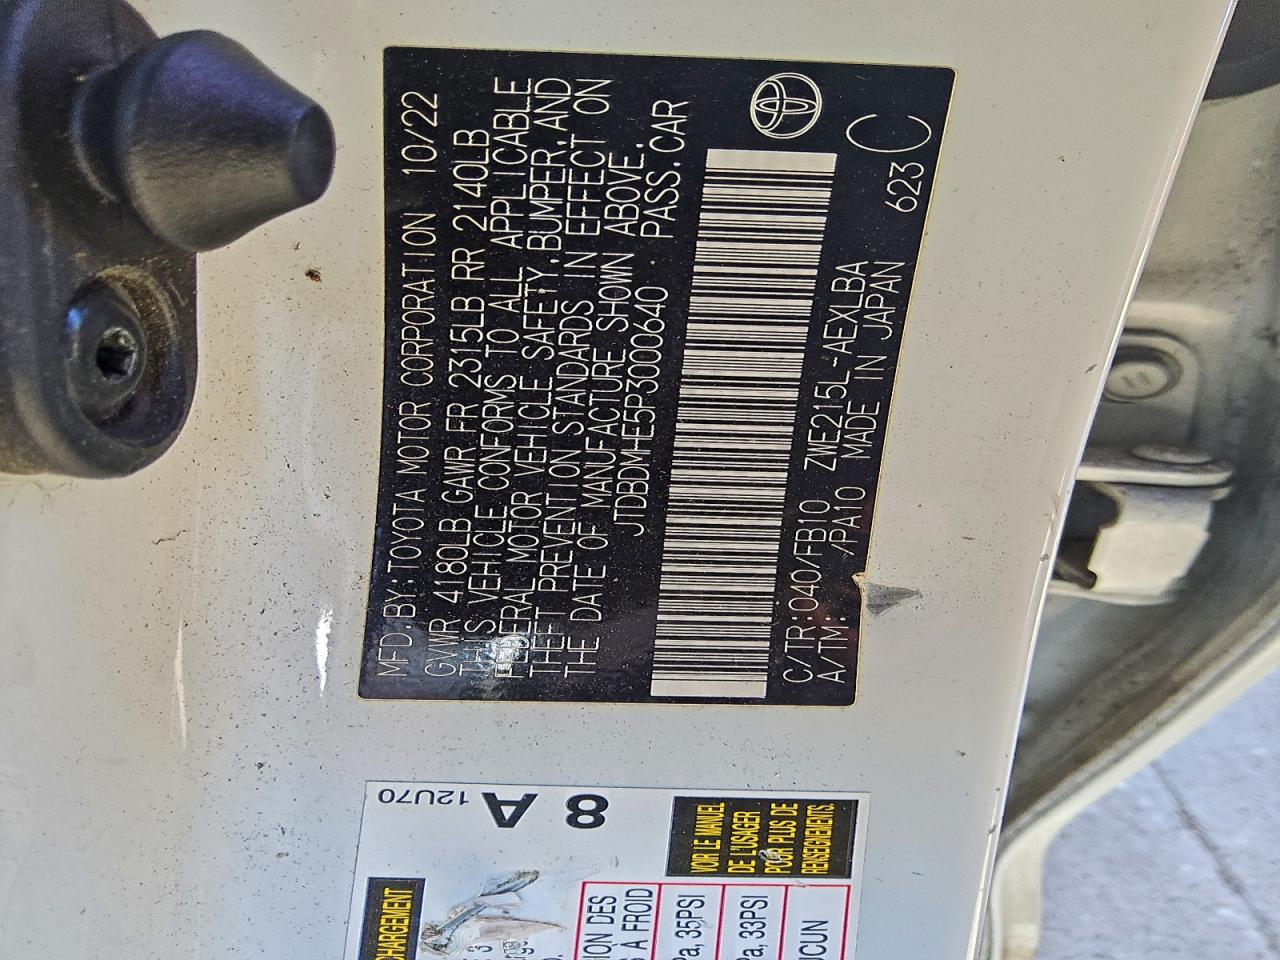 MFD.BY: TOYOTA MOTOR CORPORATION 10/22
GVWR 4180LB GAWR FR 2315LB RR 2140LB
THIS VEHICLE CONFORMS TO ALL APPLICABLE
FEDERAL MOTOR VEHICLE SAFETY, BUMPER, AND
THEFT PREVENTION STANDARDS IN EFFECT ON
THE DATE OF MANUFACTURE SHOWN ABOVE.
JTDBDMHE5P3000640 PASS.CAR
C/TR:040/FB10 ZWE215L-AEXLBA
A/TM: /PA10 MADE IN JAPAN
623
C
12U70
A
8
VOIR LE MANUEL
DE L'USAGER
POUR PLUS DE
RENSEIGNEMENTS.
CHARGEMENT
DES
À FROID
35PSI
33PSI